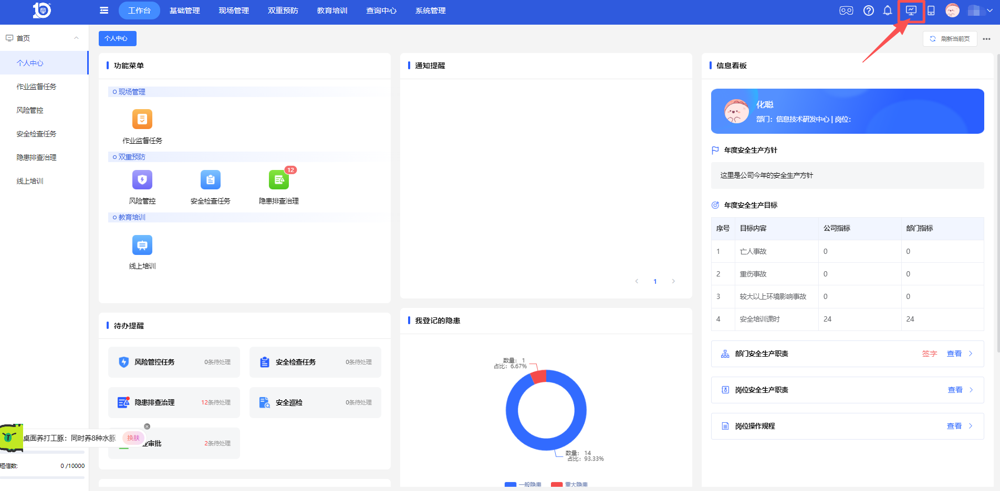 工作台 基础管理 现场管理 双重预防 教育培训 查询中心 系统管理
首页
个人中心
作业监督任务
风险管控
安全检查任务
隐患排查治理
线上培训
个人中心
刷新当前页
功能菜单
现场管理
作业监督任务
双重预防
12
风险管控 安全检查任务 隐患排查治理
教育培训
线上培训
待办提醒
风险管控任务 0条待处理
安全检查任务 0条待处理
隐患排查治理 12条待处理
安全巡检 0条待处理
业审批 2条待处理
桌面养打工豚：同时养8种水豚 换肤
短信数: 0 /10000
通知提醒
1
我登记的隐患
数量： 1
占比：6.67%
数量： 14
占比：93.33%
一般隐患 重大隐患
信息看板
化聪
部门：信息技术研发中心 | 岗位：
年度安全生产方针
这里是公司今年的安全生产方针
年度安全生产目标
序号 目标内容 公司指标 部门指标
1 亡人事故 0 0
2 重伤事故 0 0
3 较大以上环境影响事故 0 0
4 安全培训课时 24 24
部门安全生产职责 签字 查看
岗位安全生产职责 查看
岗位操作规程 查看